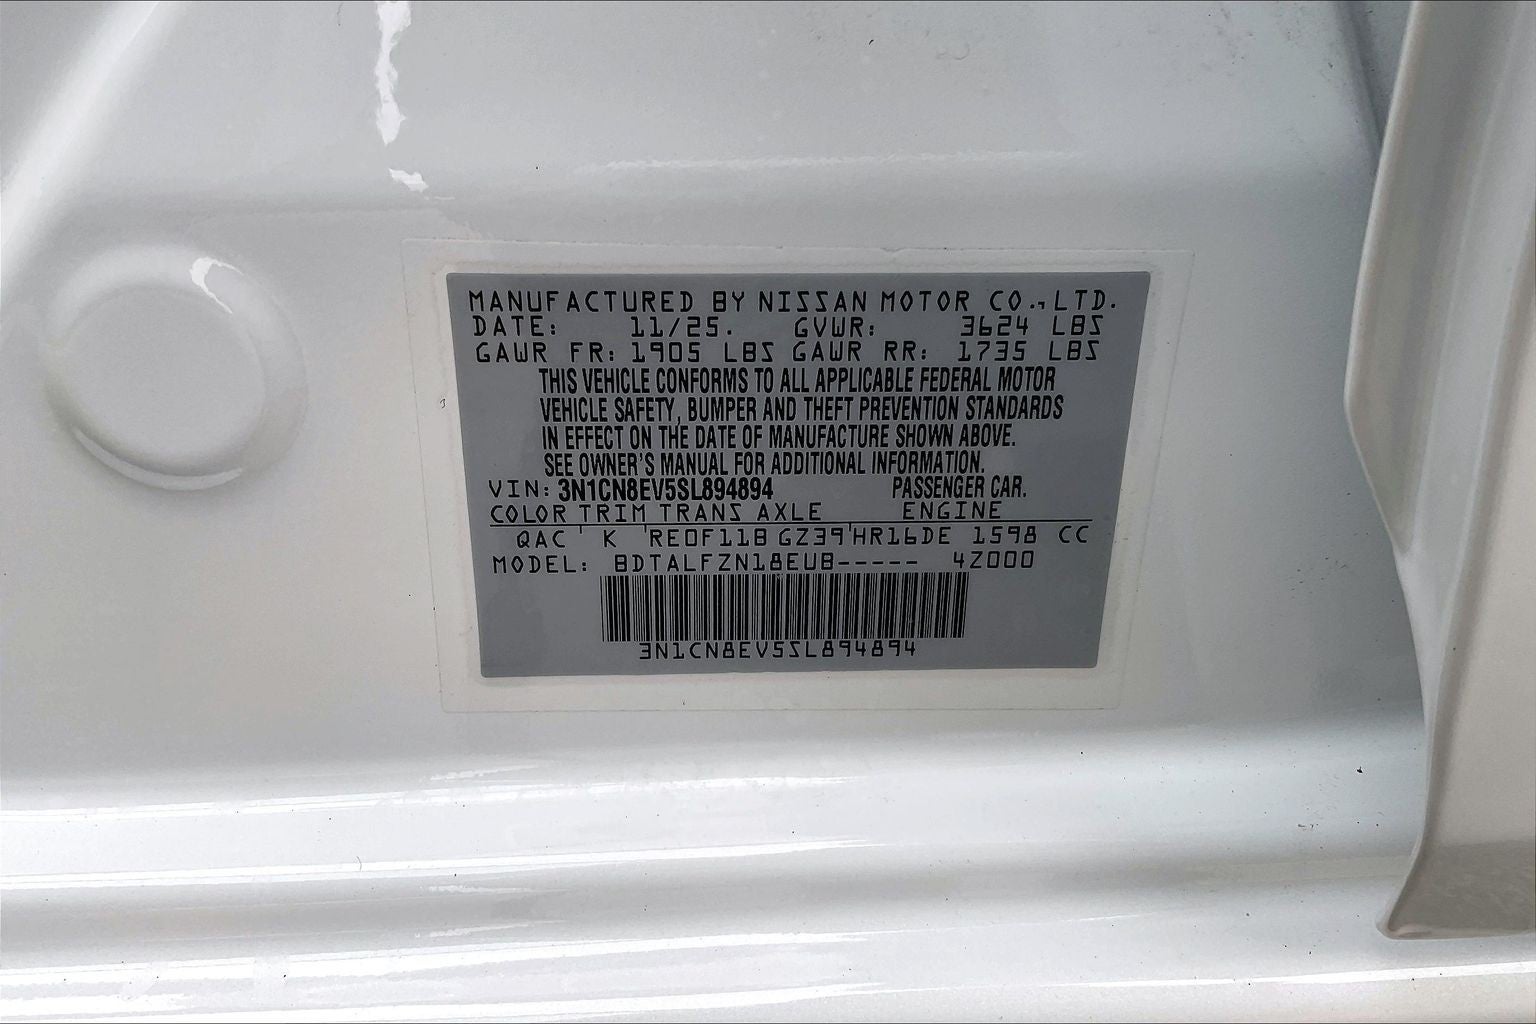 MANUFACTURED BY NISSAN MOTOR CO., LTD.
DATE: 11/25. GVWR: 3624 LBS
GAWR FR: 1905 LBS GAWR RR: 1735 LBS
THIS VEHICLE CONFORMS TO ALL APPLICABLE FEDERAL MOTOR
VEHICLE SAFETY, BUMPER AND THEFT PREVENTION STANDARDS
IN EFFECT ON THE DATE OF MANUFACTURE SHOWN ABOVE.
SEE OWNER'S MANUAL FOR ADDITIONAL INFORMATION.
VIN: 3N1CN8EV5SL894894 PASSENGER CAR.
COLOR TRIM TRANS AXLE ENGINE
QAC K RE0F11B GZ39 HR16DE 1598 CC
MODEL: BDTALFZN18EUB----- 4Z000
3N1CN8EV5SL894894